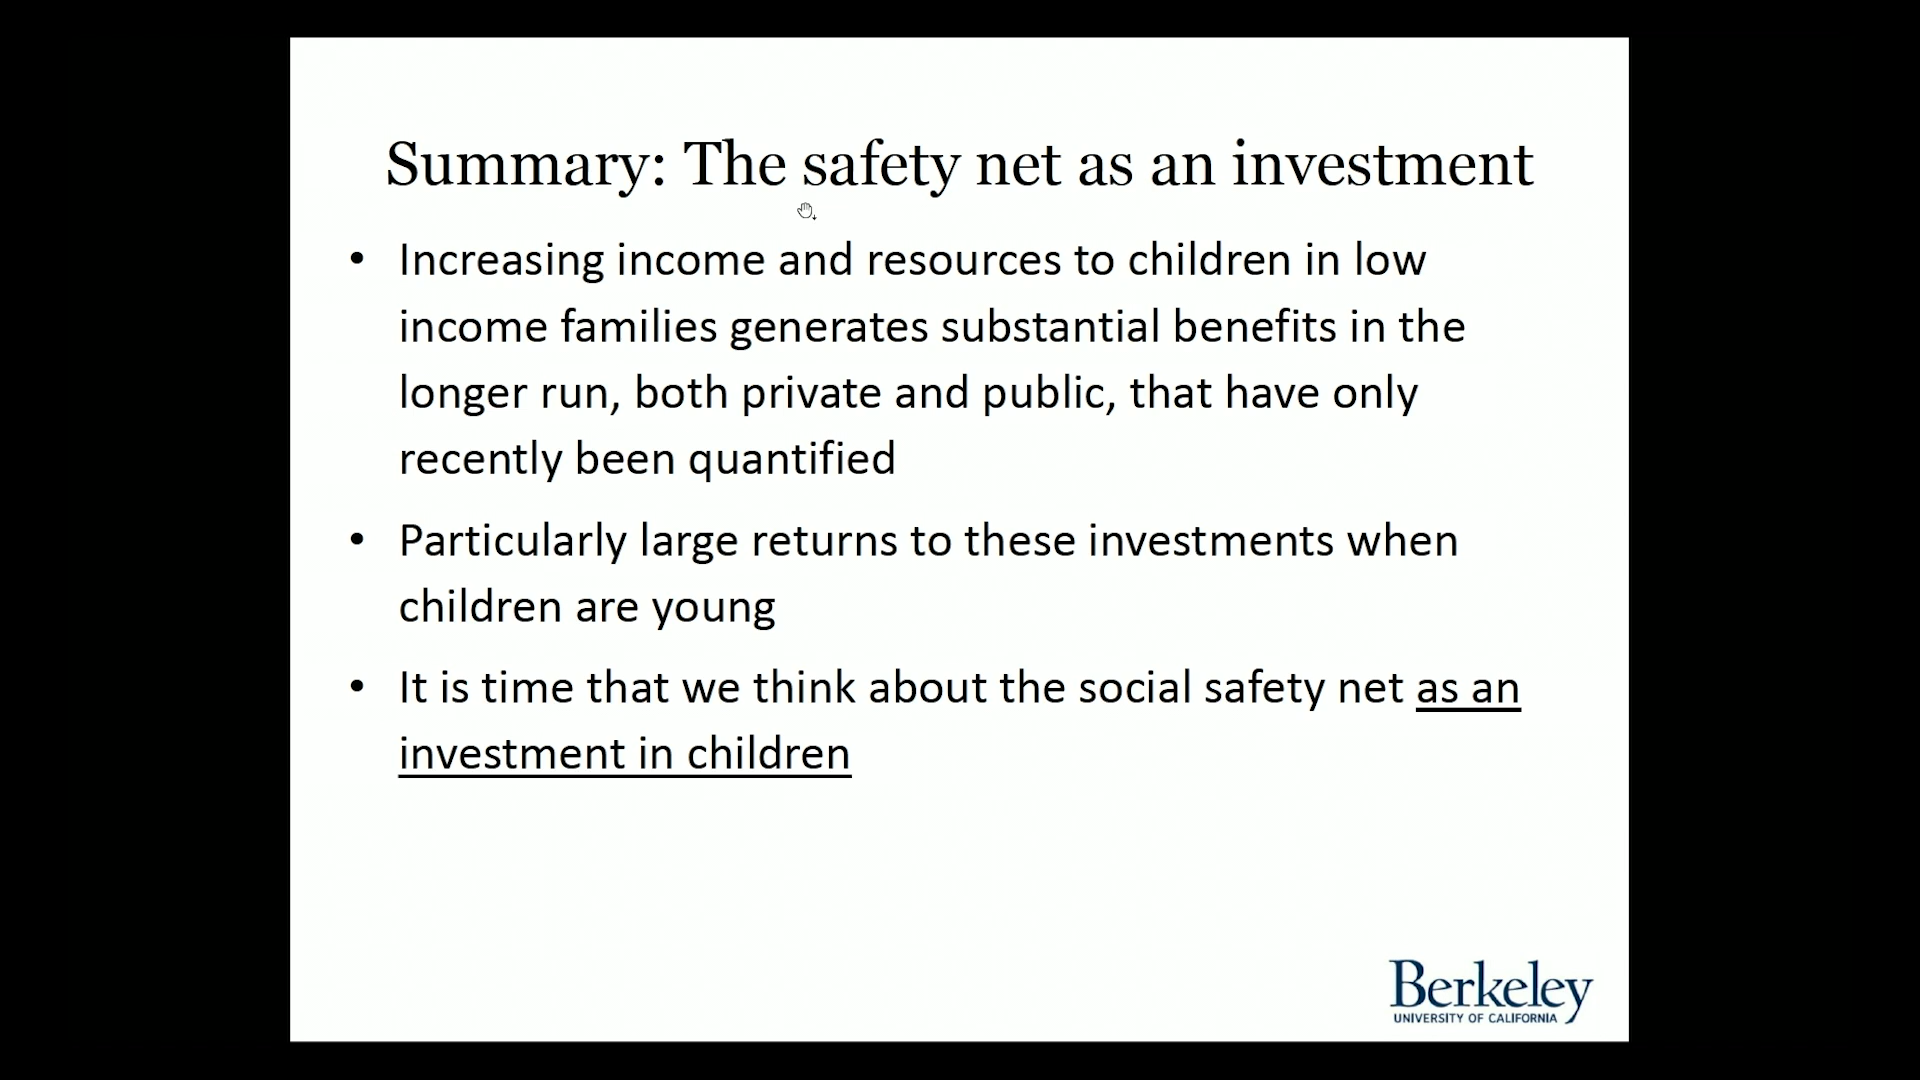 Summary: The safety net as an investment
• Increasing income and resources to children in low
income families generates substantial benefits in the
longer run, both private and public, that have only
recently been quantified
• Particularly large returns to these investments when
children are young
• It is time that we think about the social safety net as an
investment in children
Berkeley
UNIVERSITY OF CALIFORNIA